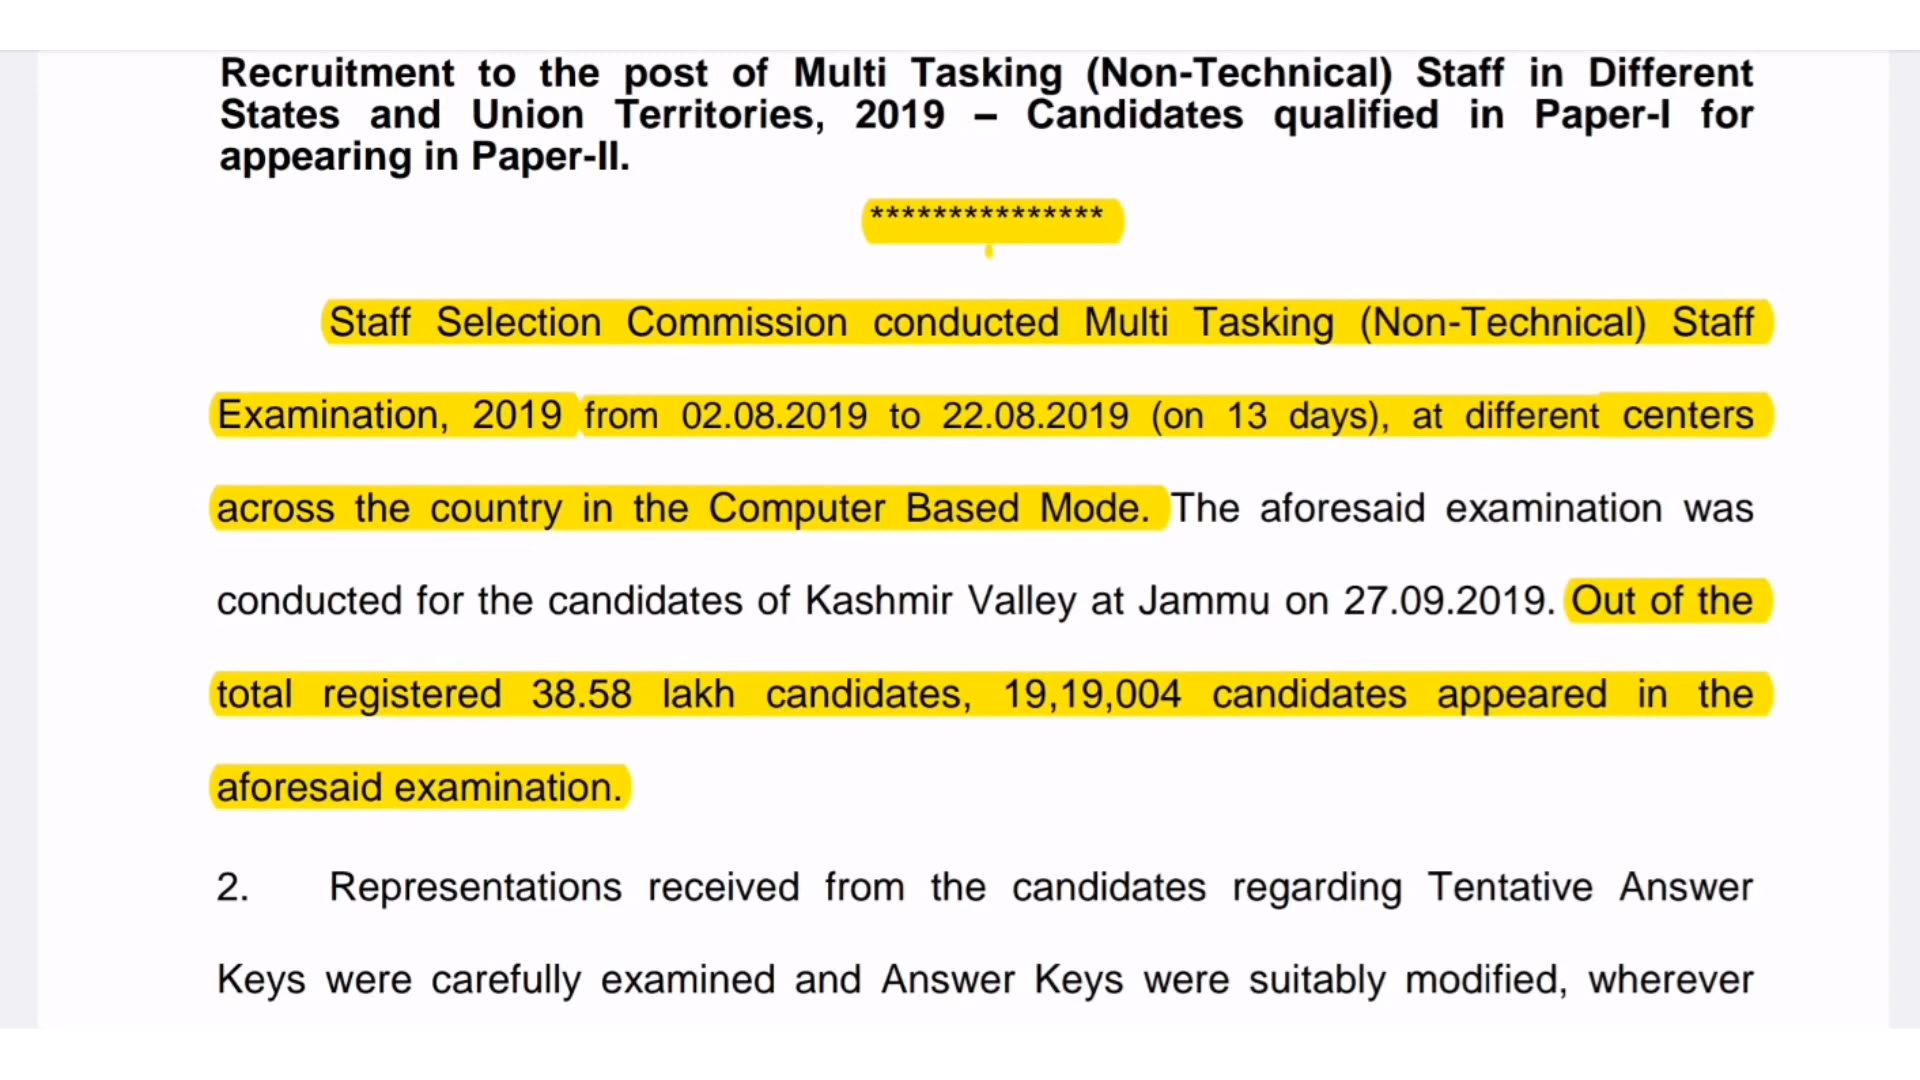 Recruitment to the post of Multi Tasking (Non-Technical) Staff in Different
States and Union Territories, 2019 – Candidates qualified in Paper-I for
appearing in Paper-II.
***************
Staff Selection Commission conducted Multi Tasking (Non-Technical) Staff
Examination, 2019 from 02.08.2019 to 22.08.2019 (on 13 days), at different centers
across the country in the Computer Based Mode. The aforesaid examination was
conducted for the candidates of Kashmir Valley at Jammu on 27.09.2019. Out of the
total registered 38.58 lakh candidates, 19,19,004 candidates appeared in the
aforesaid examination.
2. Representations received from the candidates regarding Tentative Answer
Keys were carefully examined and Answer Keys were suitably modified, wherever